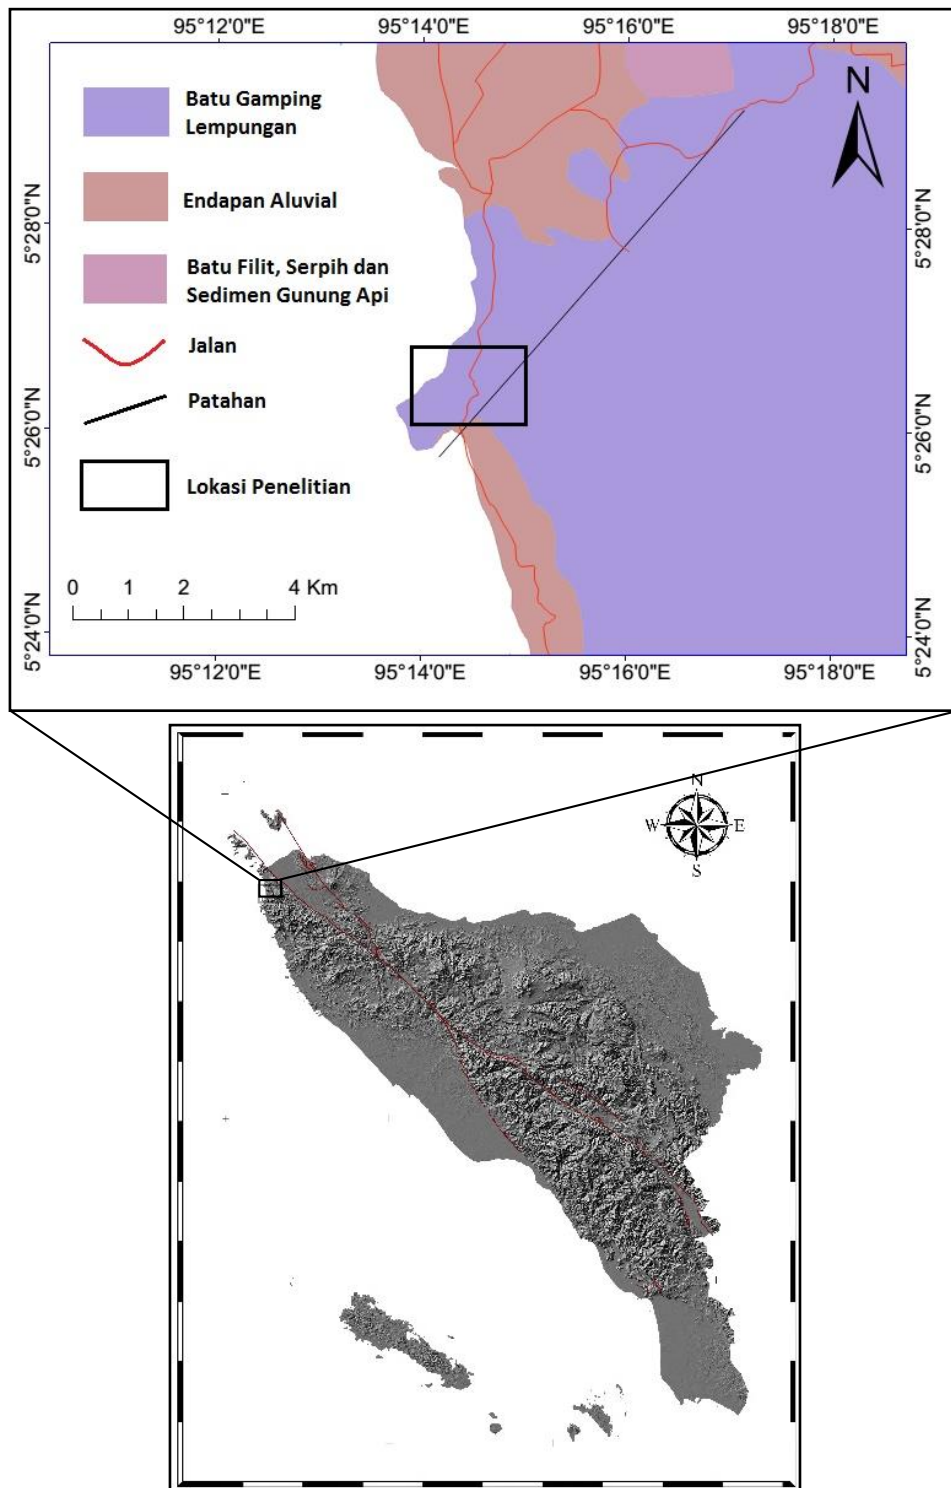 95°12'0"E 95°14'0"E 95°16'0"E 95°18'0"E
N
Batu Gamping
Lempungan
Endapan Aluvial
Batu Filit, Serpih dan
Sedimen Gunung Api
Jalan
Patahan
Lokasi Penelitian
0 1 2 4 Km
5°28'0"N
5°26'0"N
5°24'0"N
5°28'0"N
5°26'0"N
5°24'0"N
95°12'0"E 95°14'0"E 95°16'0"E 95°18'0"E
N
W E
S